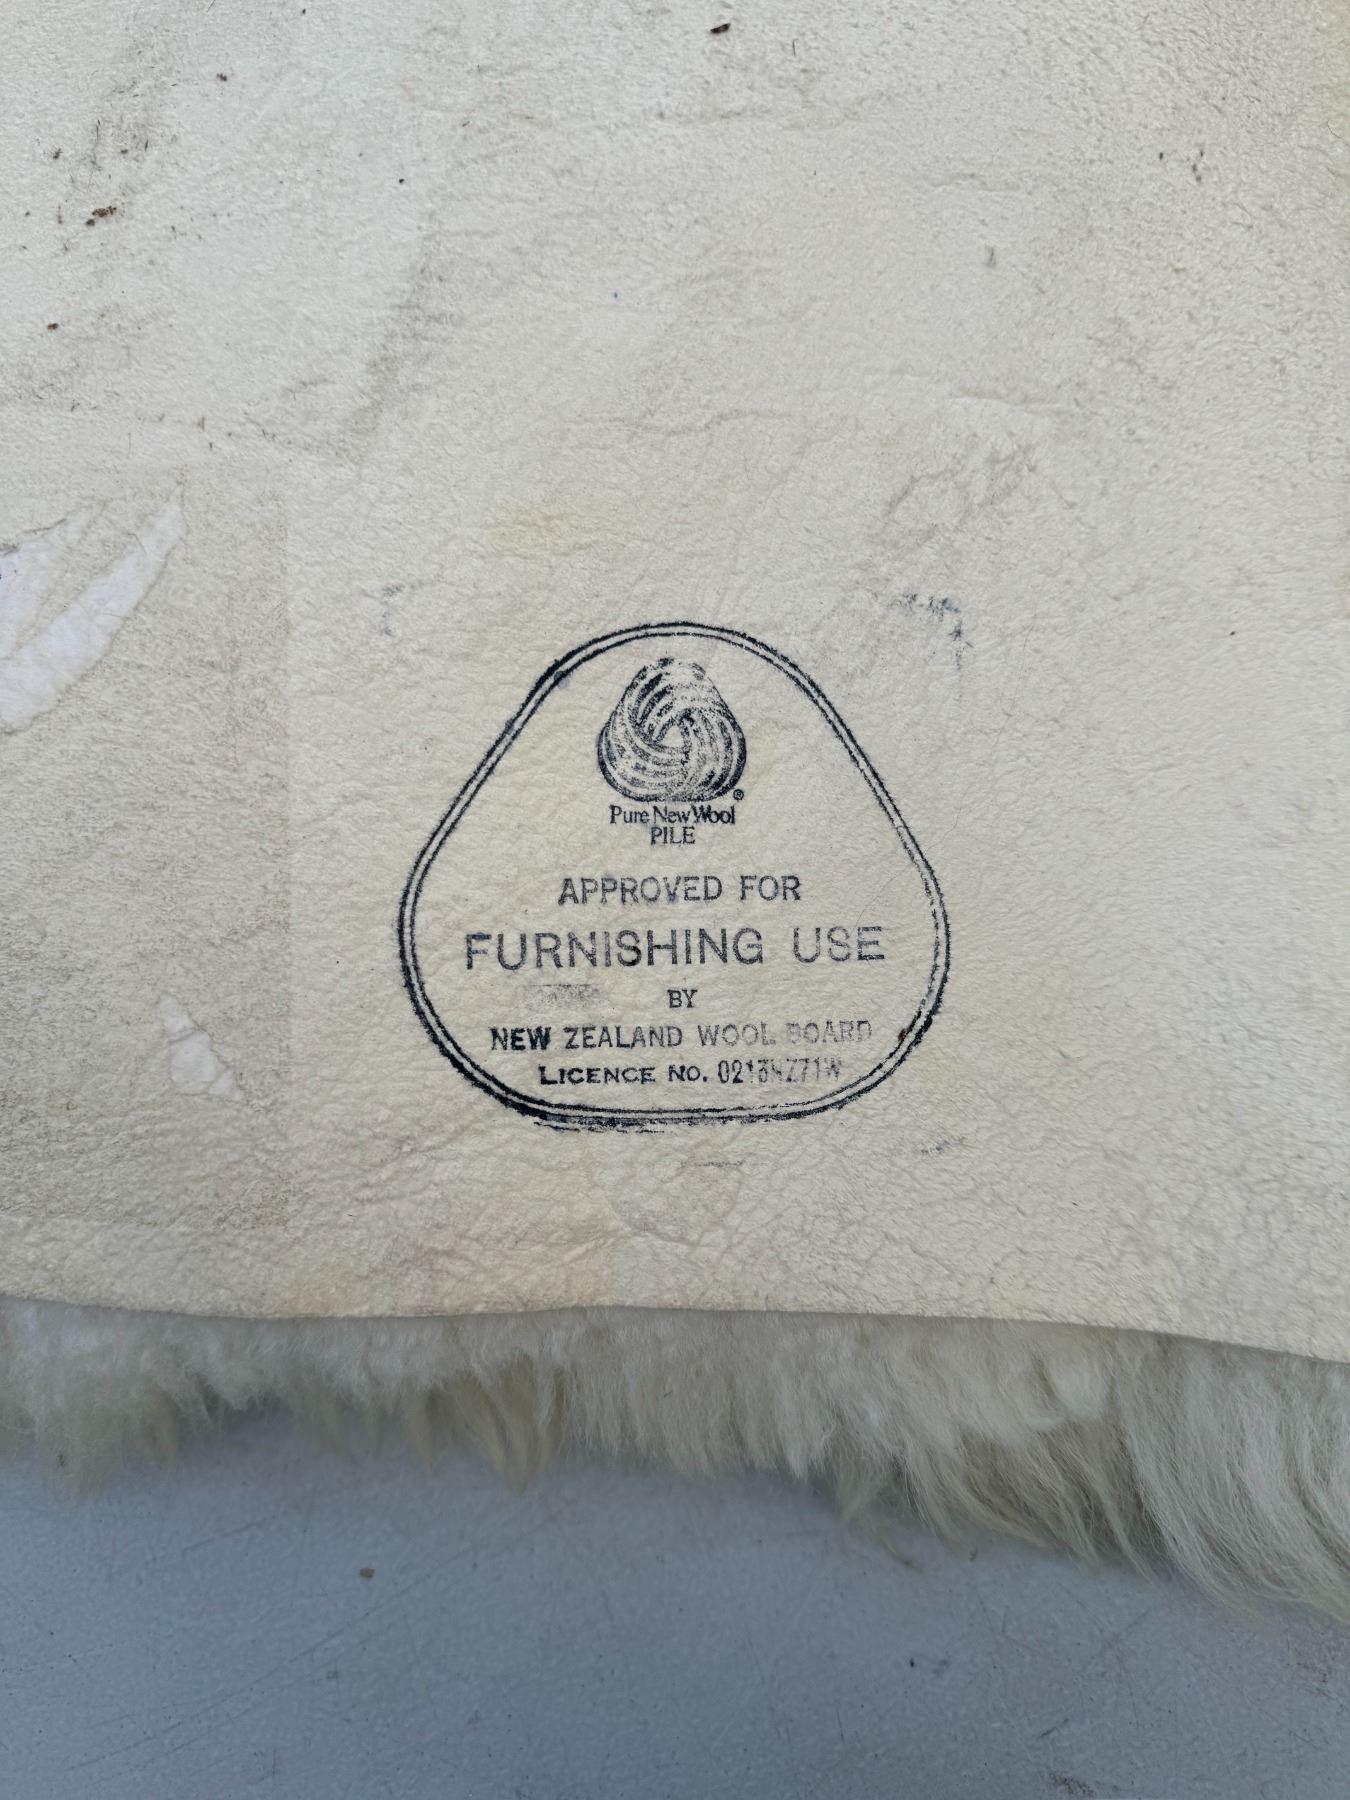 Pure New Wool
PILE
APPROVED FOR
FURNISHING USE
BY
NEW ZEALAND WOOL BOARD
LICENCE NO.